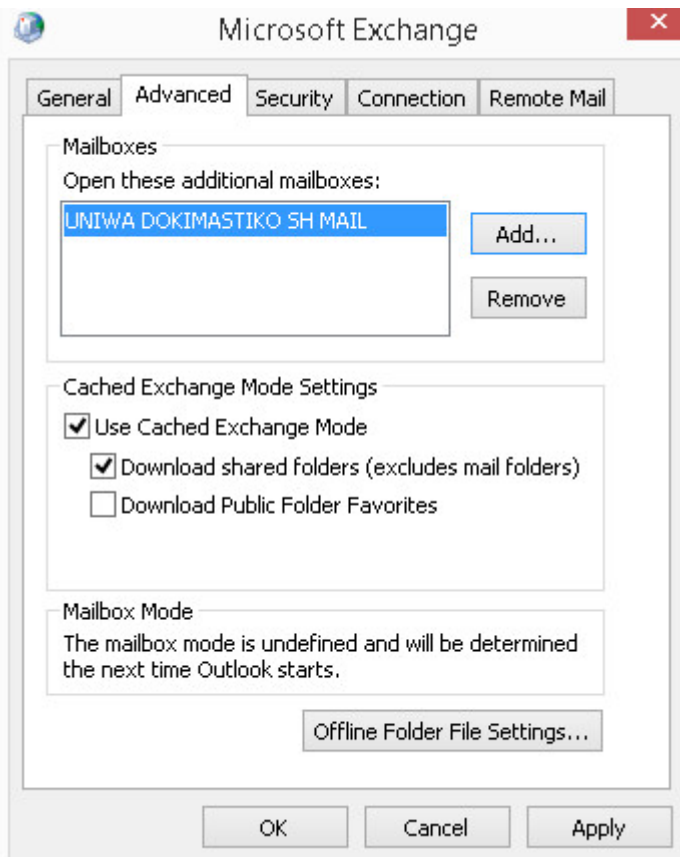 Microsoft Exchange
General Advanced Security Connection Remote Mail
Mailboxes
Open these additional mailboxes:
UNIWA DOKIMASTIKO SH MAIL
Add...
Remove
Cached Exchange Mode Settings
Use Cached Exchange Mode
Download shared folders (excludes mail folders)
Download Public Folder Favorites
Mailbox Mode
The mailbox mode is undefined and will be determined
the next time Outlook starts.
Offline Folder File Settings...
OK Cancel Apply